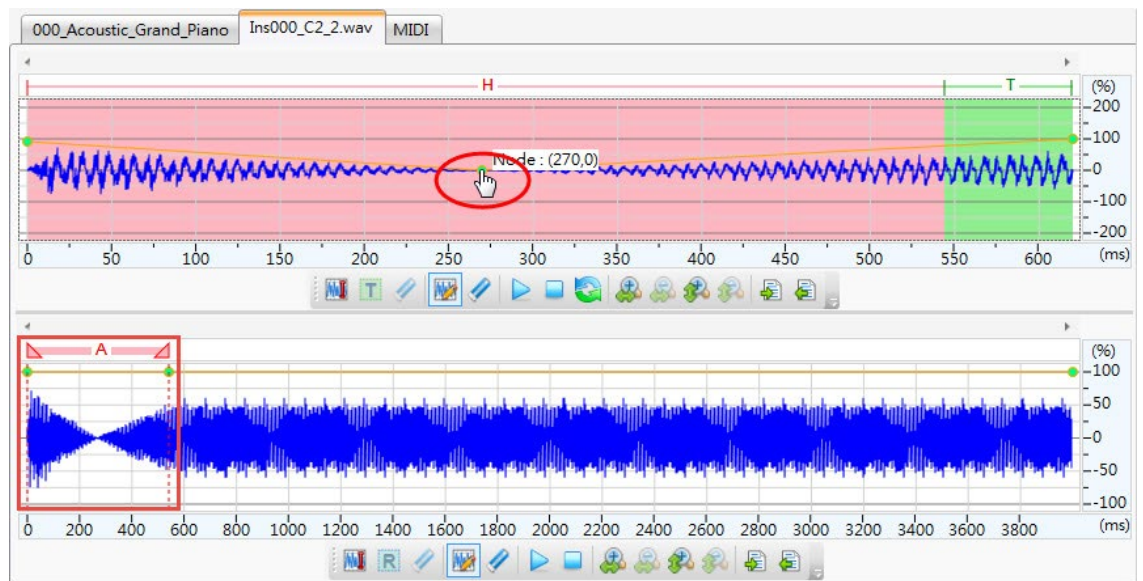 000_Acoustic_Grand_Piano Ins000_C2_2.wav MIDI
H T (%)
200
100
Node : (270,0) 0
-100
-200
0 50 100 150 200 250 300 350 400 450 500 550 600 (ms)
T
A (%)
100
50
0
-50
-100
0 200 400 600 800 1000 1200 1400 1600 1800 2000 2200 2400 2600 2800 3000 3200 3400 3600 3800 (ms)
R